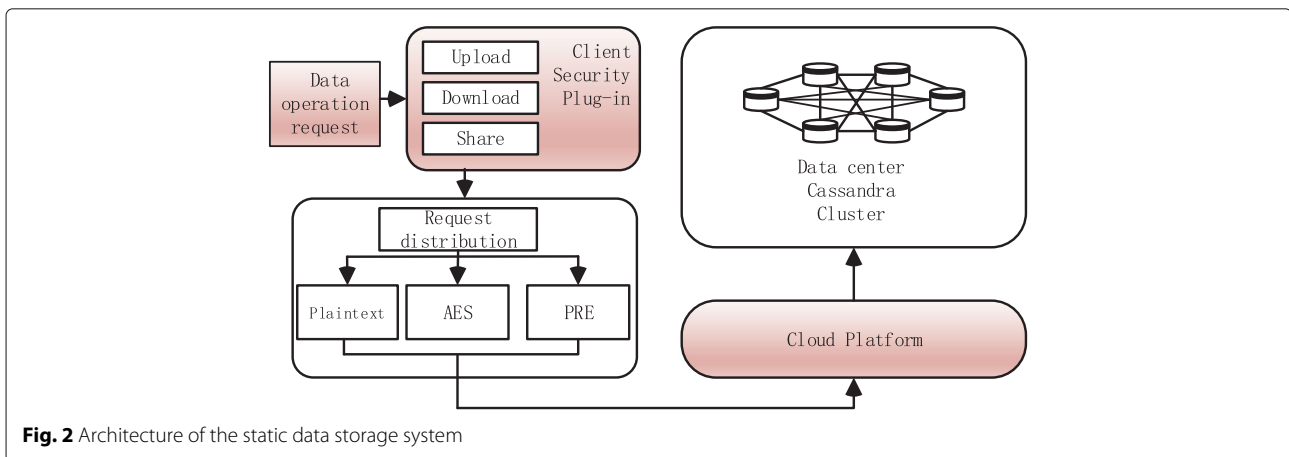 Data
operation
request
Upload
Download
Share
Client
Security
Plug-in
Request
distribution
Plaintext
AES
PRE
Data center
Cassandra
Cluster
Cloud Platform
Fig. 2 Architecture of the static data storage system